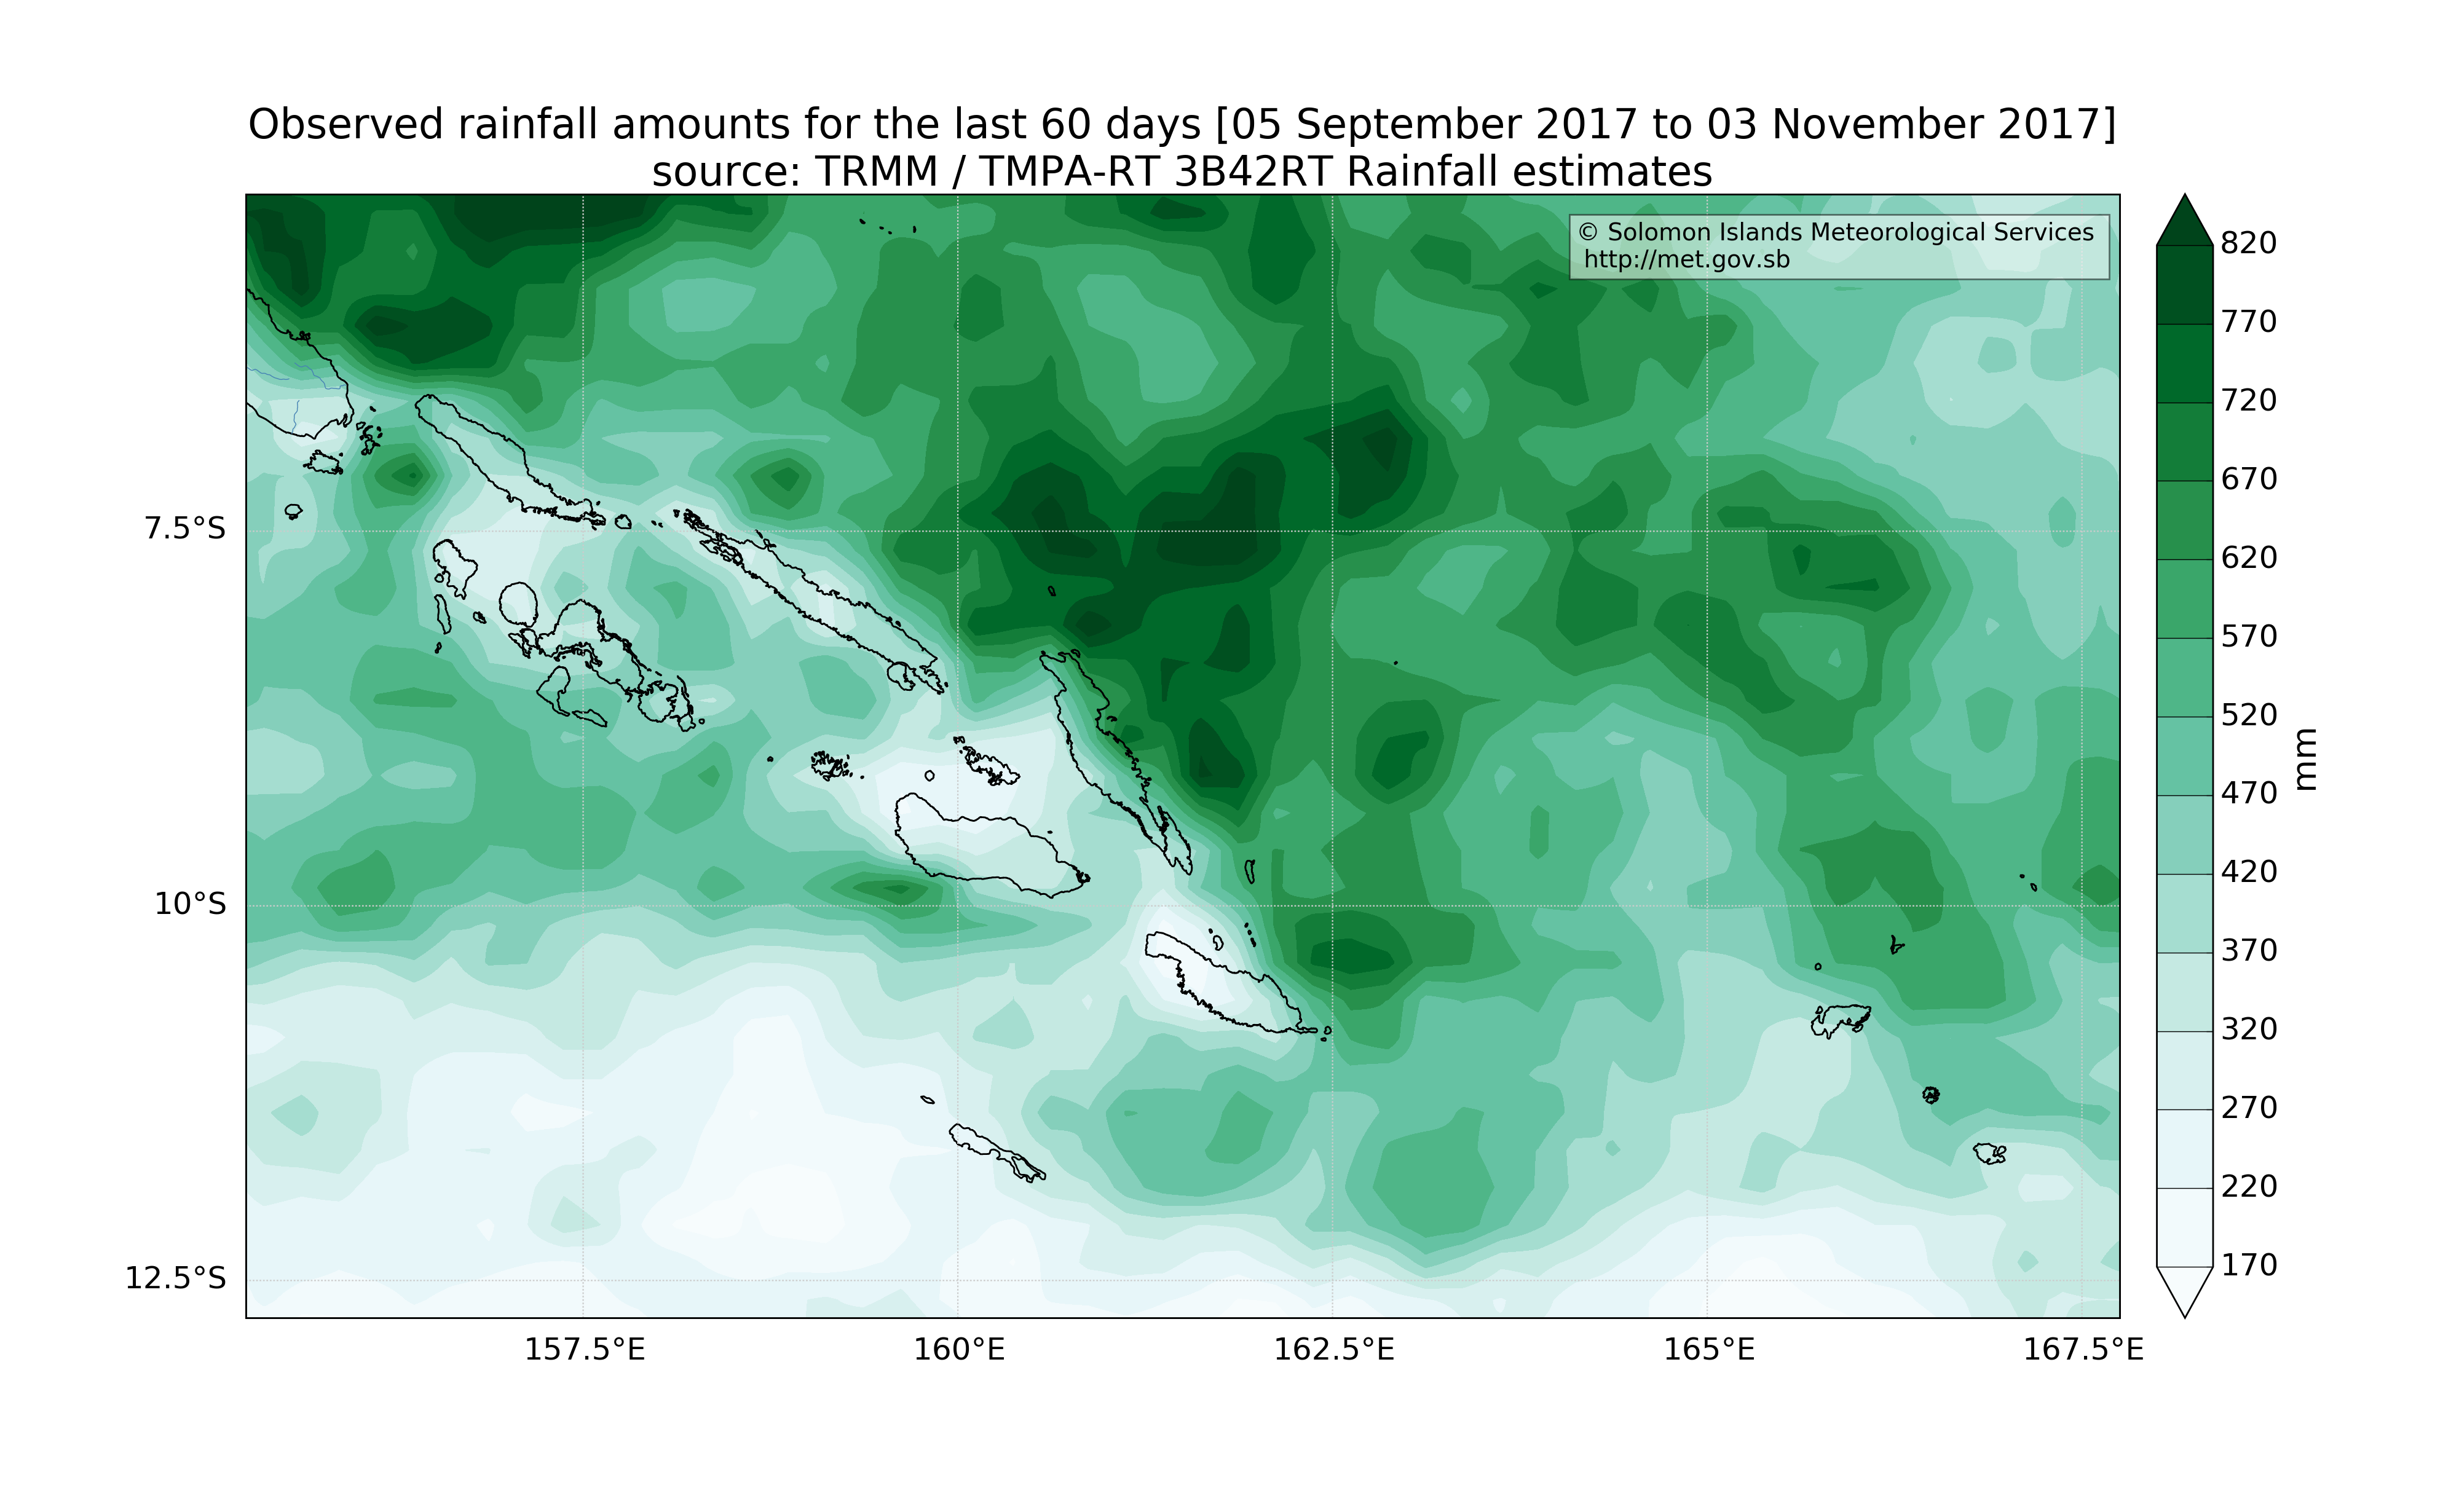 Observed rainfall amounts for the last 60 days [05 September 2017 to 03 November 2017]
source: TRMM / TMPA-RT 3B42RT Rainfall estimates
© Solomon Islands Meteorological Services
http://met.gov.sb
7.5°S
10°S
12.5°S
157.5°E
160°E
162.5°E
165°E
167.5°E
820
770
720
670
620
570
520
470
420
370
320
270
220
170
mm